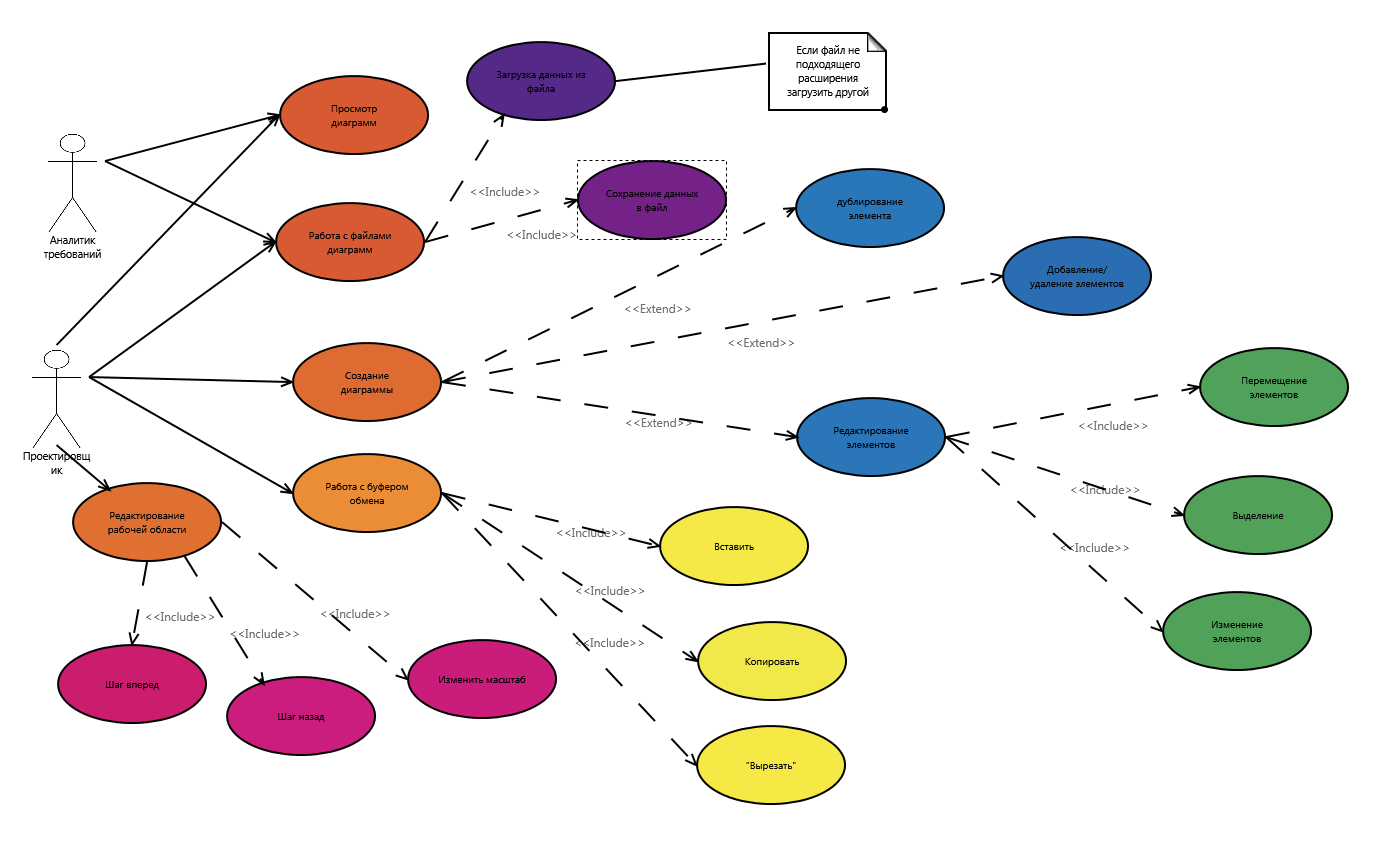 Если файл не
подходящего
расширения
загрузить другой
Загрузка данных из
файла
Просмотр
диаграмм
<<Include>>
Сохранение данных
в файл
дублирование
элемента
Аналитик
требований
Работа с файлами
диаграмм
<<Include>>
Добавление/
удаление элементов
<<Extend>>
<<Extend>>
Создание
диаграммы
Перемещение
элементов
<<Extend>>
Редактирование
элементов
<<Include>>
Проектировщ
ик
Работа с буфером
обмена
<<Include>>
Редактирование
рабочей области
Выделение
<<Include>>
Вставить
<<Include>>
<<Include>>
<<Include>>
<<Include>>
<<Include>>
Изменение
элементов
<<Include>>
<<Include>>
Копировать
Шаг вперед
Изменить масштаб
Шаг назад
"Вырезать"